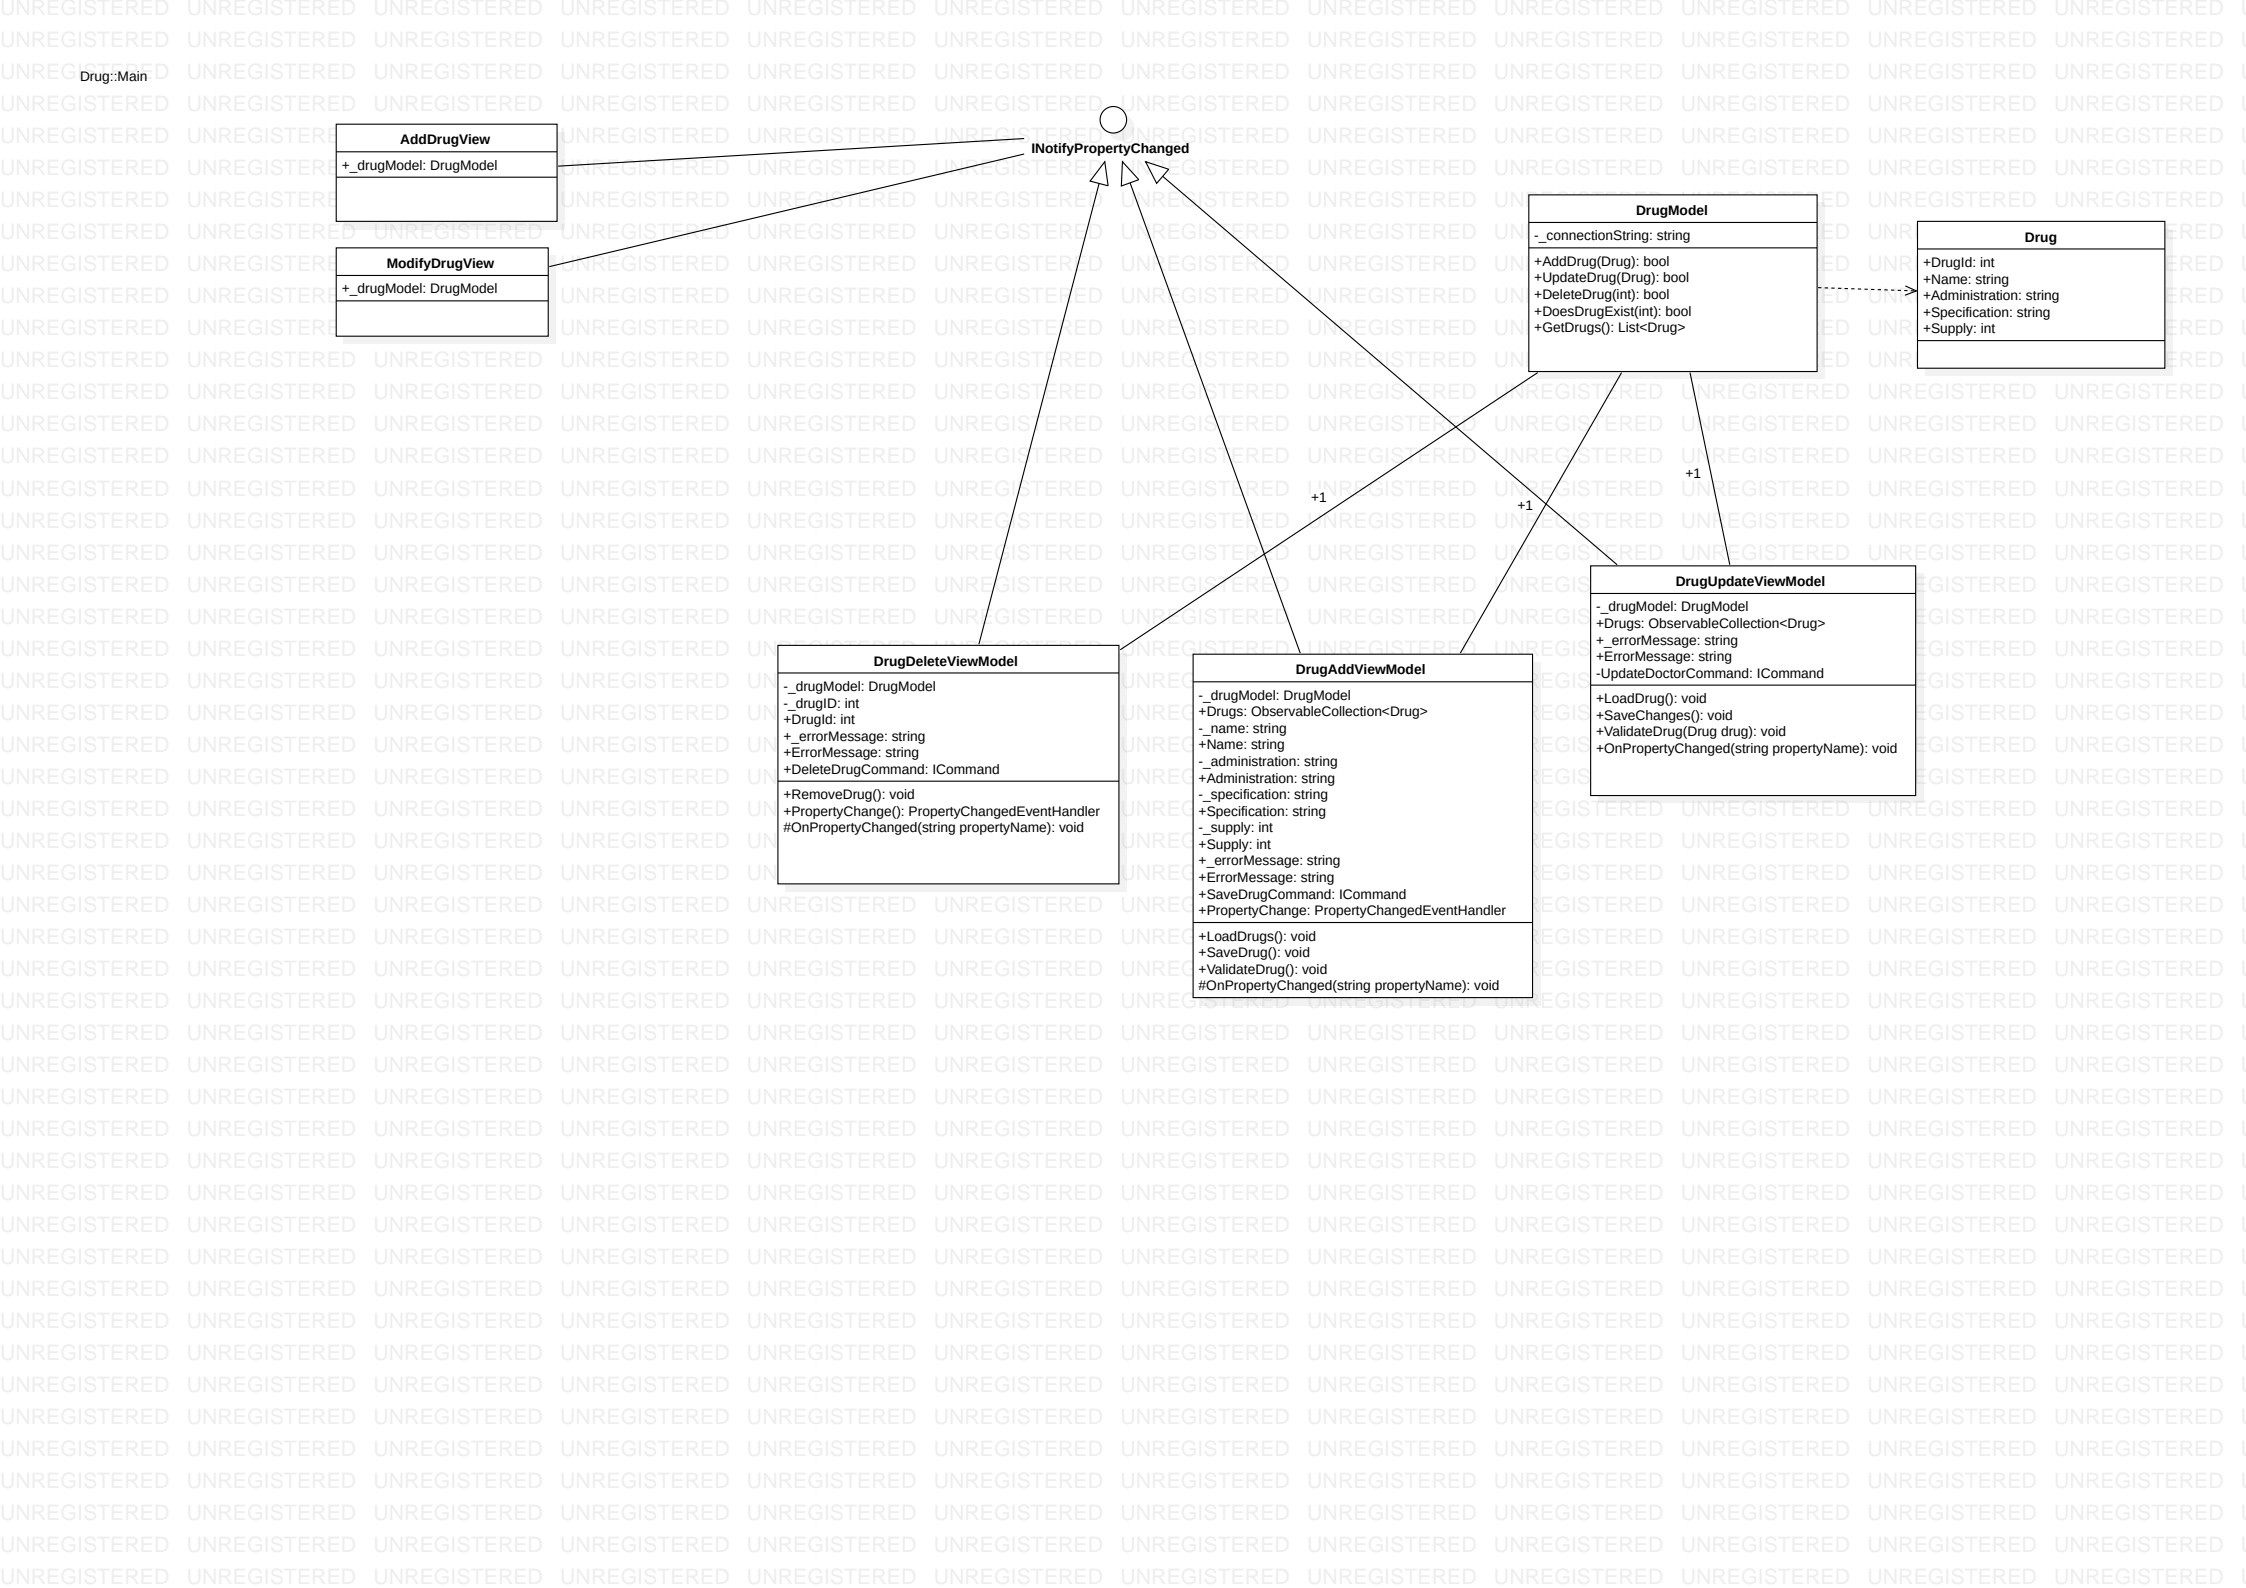 Drug::Main
INotifyPropertyChanged
AddDrugView
+_drugModel: DrugModel
ModifyDrugView
+_drugModel: DrugModel
DrugModel
-_connectionString: string
+AddDrug(Drug): bool
+UpdateDrug(Drug): bool
+DeleteDrug(int): bool
+DoesDrugExist(int): bool
+GetDrugs(): List<Drug>
Drug
+DrugId: int
+Name: string
+Administration: string
+Specification: string
+Supply: int
+1
+1
+1
DrugDeleteViewModel
-_drugModel: DrugModel
-_drugID: int
+DrugId: int
+_errorMessage: string
+ErrorMessage: string
+DeleteDrugCommand: ICommand
+RemoveDrug(): void
+PropertyChange(): PropertyChangedEventHandler
#OnPropertyChanged(string propertyName): void
DrugAddViewModel
-_drugModel: DrugModel
+Drugs: ObservableCollection<Drug>
-_name: string
+Name: string
-_administration: string
+Administration: string
-_specification: string
+Specification: string
-_supply: int
+Supply: int
+_errorMessage: string
+ErrorMessage: string
+SaveDrugCommand: ICommand
+PropertyChange: PropertyChangedEventHandler
+LoadDrugs(): void
+SaveDrug(): void
+ValidateDrug(): void
#OnPropertyChanged(string propertyName): void
DrugUpdateViewModel
-_drugModel: DrugModel
+Drugs: ObservableCollection<Drug>
+_errorMessage: string
+ErrorMessage: string
-UpdateDoctorCommand: ICommand
+LoadDrug(): void
+SaveChanges(): void
+ValidateDrug(Drug drug): void
+OnPropertyChanged(string propertyName): void
UNREGISTERED